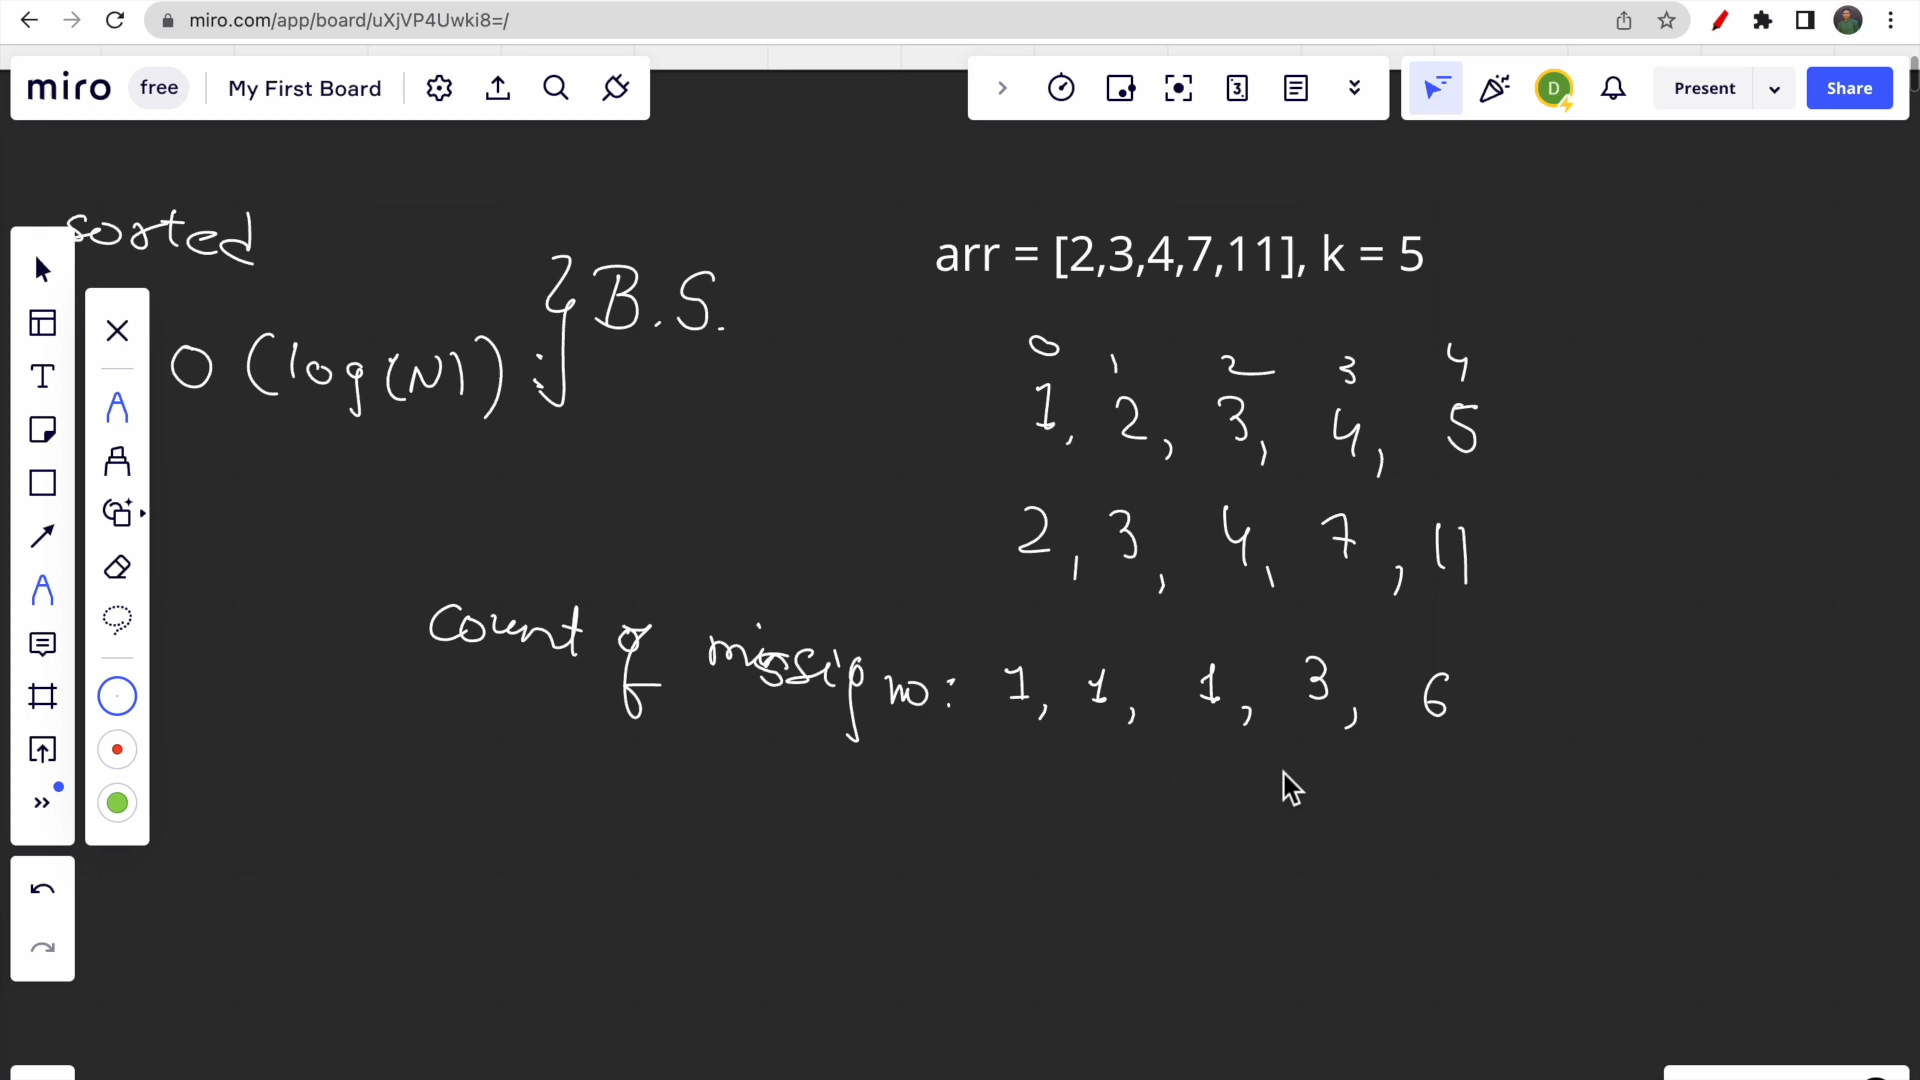 miro.com/app/board/uXjVP4Uwki8=/
miro free My First Board
3 D Present Share
sorted
O (log(N)) :
} B.S.
arr = [2,3,4,7,11], k = 5
0 1 2 3 4
1, 2, 3, 4, 5
2, 3, 4, 7, 11
Count of missig no: 1, 1, 1, 3, 6